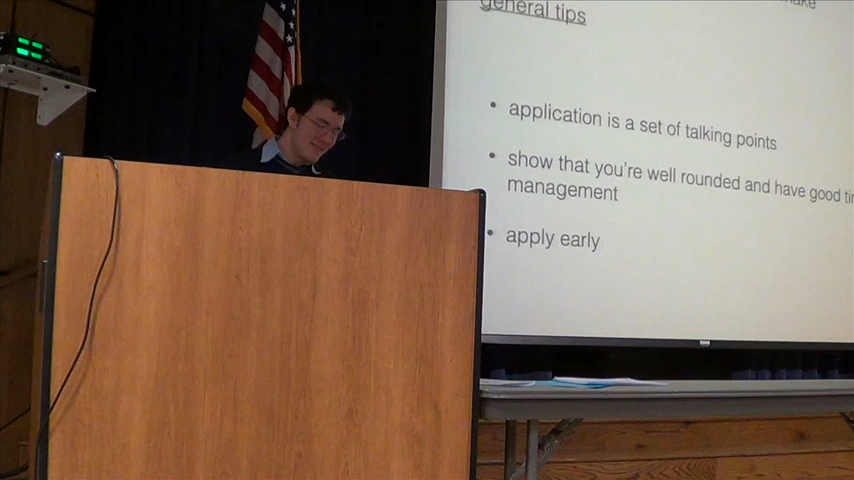 general tips
• application is a set of talking points
• show that you're well rounded and have good
management
• apply early